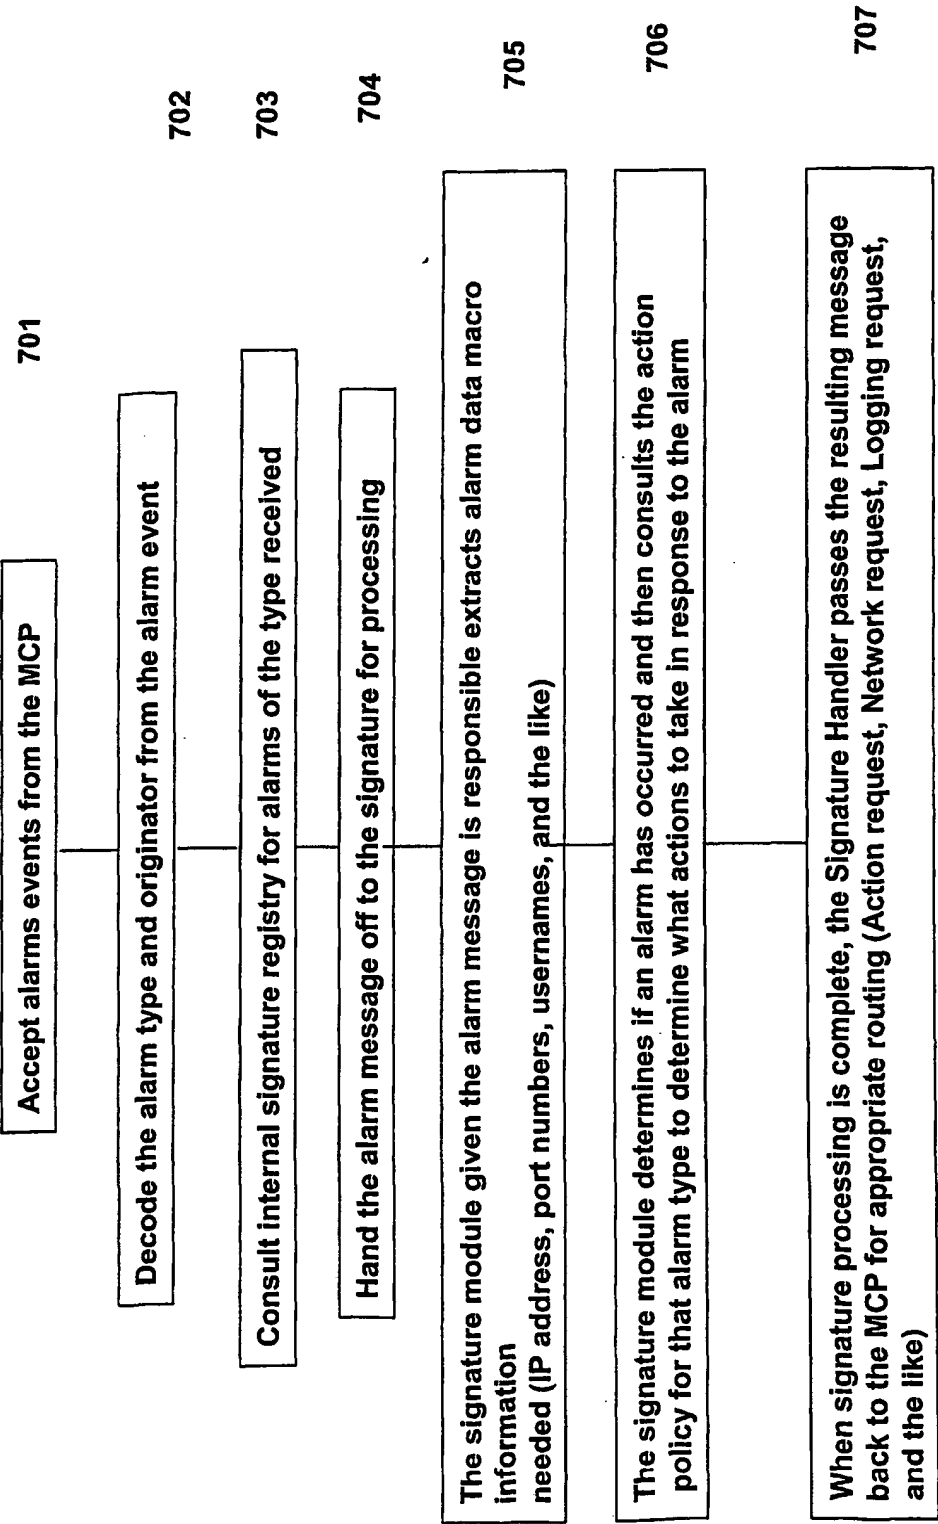 701
Accept alarms events from the MCP
702
Decode the alarm type and originator from the alarm event
703
Consult internal signature registry for alarms of the type received
704
Hand the alarm message off to the signature for processing
705
The signature module given the alarm message is responsible extracts alarm data macro
information
needed (IP address, port numbers, usernames, and the like)
706
The signature module determines if an alarm has occurred and then consults the action
policy for that alarm type to determine what actions to take in response to the alarm
707
When signature processing is complete, the Signature Handler passes the resulting message
back to the MCP for appropriate routing (Action request, Network request, Logging request,
and the like)